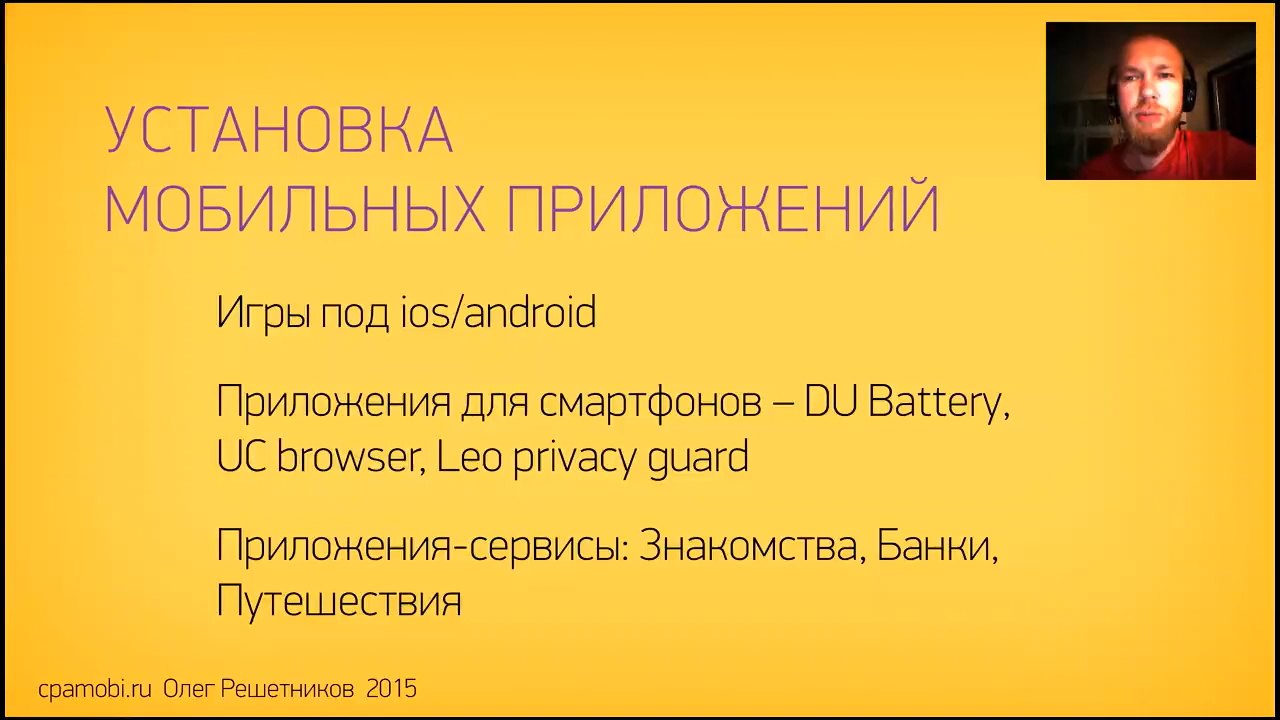 УСТАНОВКА
МОБИЛЬНЫХ ПРИЛОЖЕНИЙ
Игры под ios/android
Приложения для смартфонов – DU Battery,
UC browser, Leo privacy guard
Приложения-сервисы: Знакомства, Банки,
Путешествия
cpamobi.ru Олег Решетников 2015